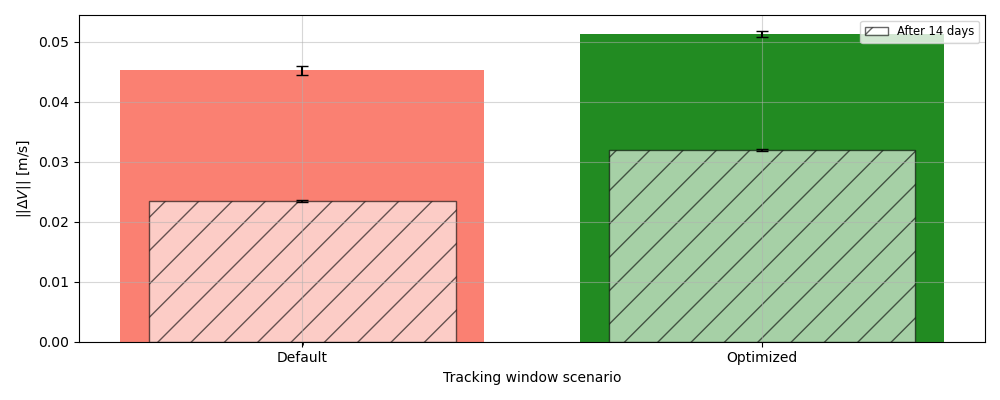 After 14 days
0.05
0.04
0.03
0.02
0.01
0.00
||ΔV|| [m/s]
Default
Optimized
Tracking window scenario